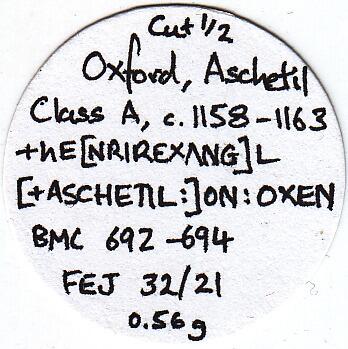 Cut 1/2
Oxford, Aschetil
Class A, c. 1158-1163
+hE[NRIREXANG]L
[+ASCHETIL:]ON:OXEN
BMC 692-694
FEJ 32/21
0.56g